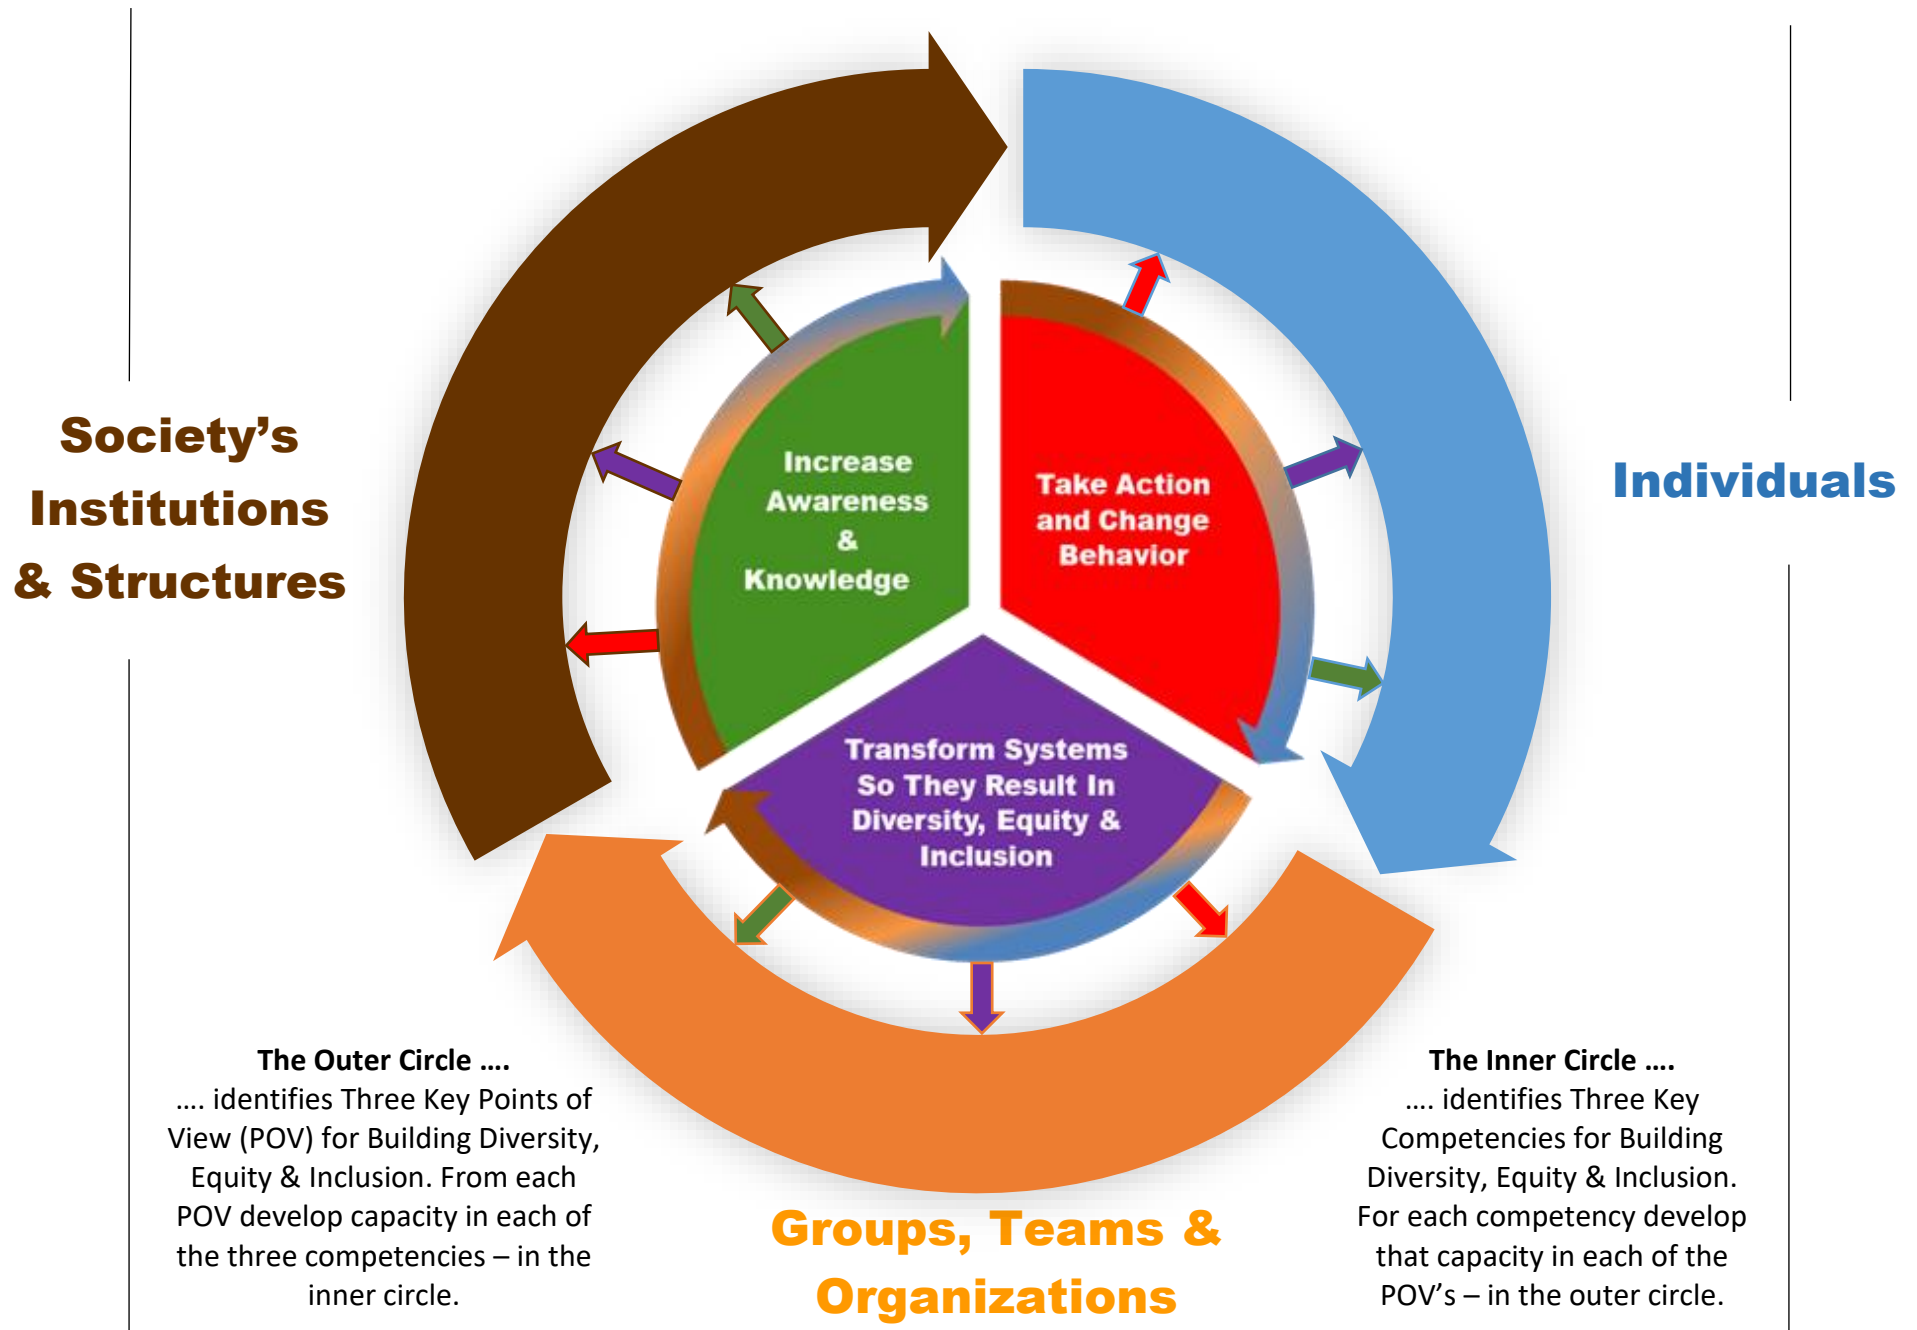 Society’s
Institutions
& Structures
Increase
Awareness
&
Knowledge
Take Action
and Change
Behavior
Individuals
Transform Systems
So They Result In
Diversity, Equity &
Inclusion
The Outer Circle ….
…. identifies Three Key Points of
View (POV) for Building Diversity,
Equity & Inclusion. From each
POV develop capacity in each of
the three competencies – in the
inner circle.
Groups, Teams &
Organizations
The Inner Circle ….
…. identifies Three Key
Competencies for Building
Diversity, Equity & Inclusion.
For each competency develop
that capacity in each of the
POV’s – in the outer circle.